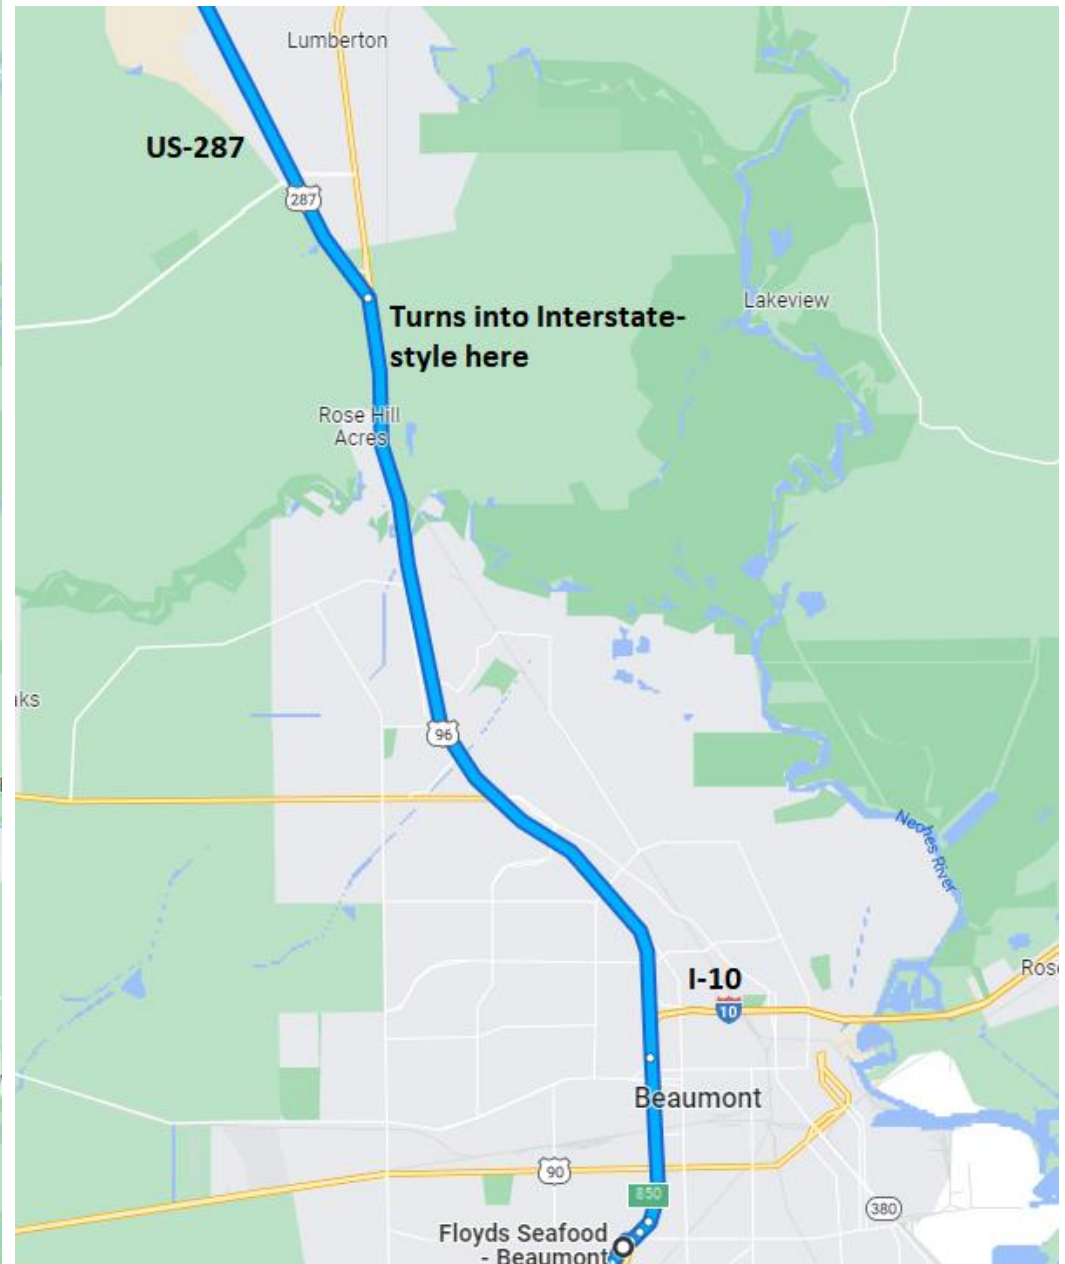 Lumberton
US-287
287
Lakeview
Turns into Interstate-
style here
Rose Hill
Acres
aks
96
Neches River
I-10
10
Rose
Beaumont
90
850
380
Floyds Seafood
- Beaumont